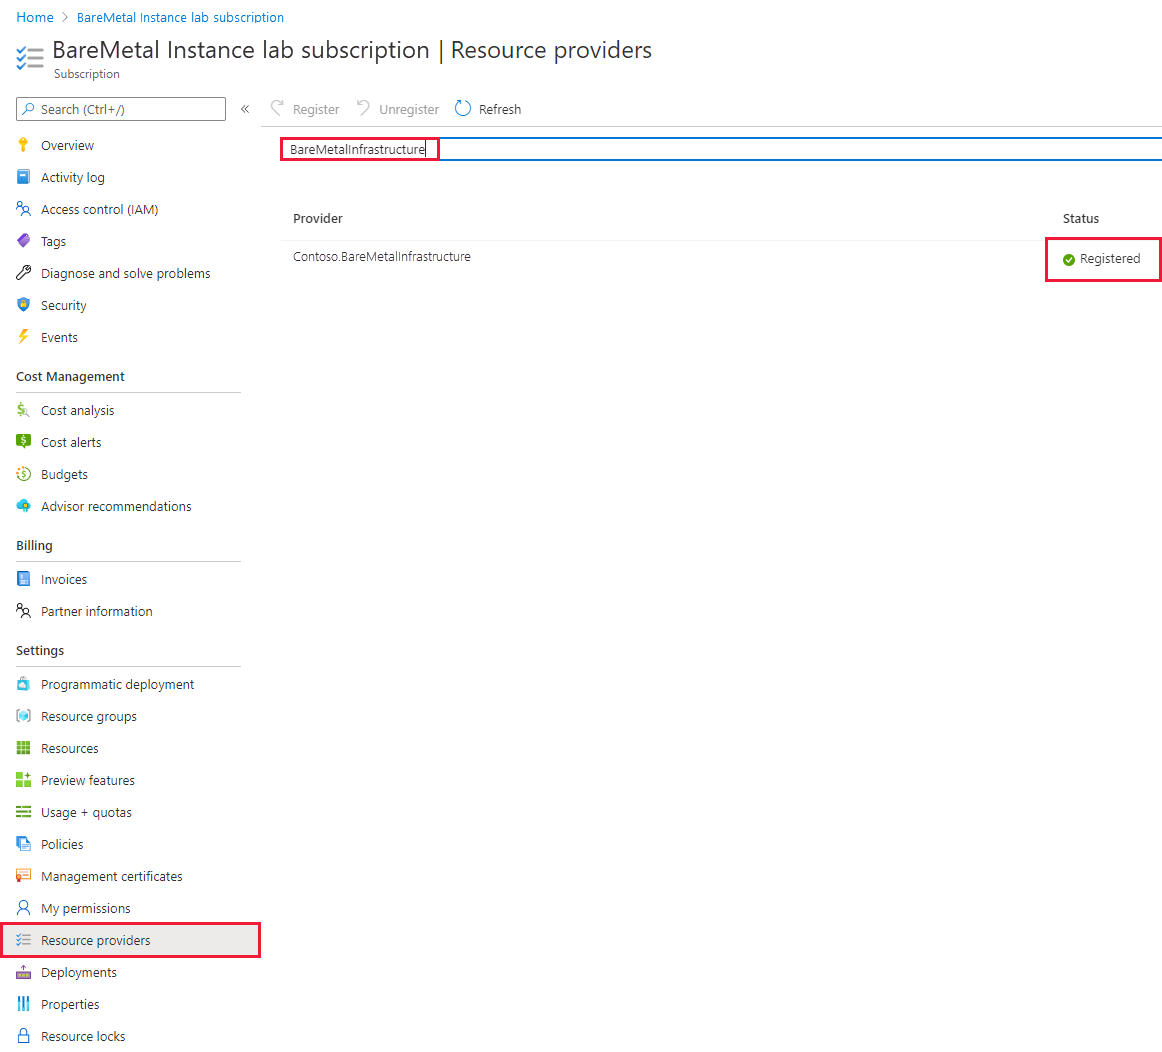 Home > BareMetal Instance lab subscription
BareMetal Instance lab subscription | Resource providers
Subscription
Search (Ctrl+/)
«
Register
Unregister
Refresh
BareMetalInfrastructure
Provider
Status
Contoso.BareMetalInfrastructure
Registered
Overview
Activity log
Access control (IAM)
Tags
Diagnose and solve problems
Security
Events
Cost Management
Cost analysis
Cost alerts
Budgets
Advisor recommendations
Billing
Invoices
Partner information
Settings
Programmatic deployment
Resource groups
Resources
Preview features
Usage + quotas
Policies
Management certificates
My permissions
Resource providers
Deployments
Properties
Resource locks